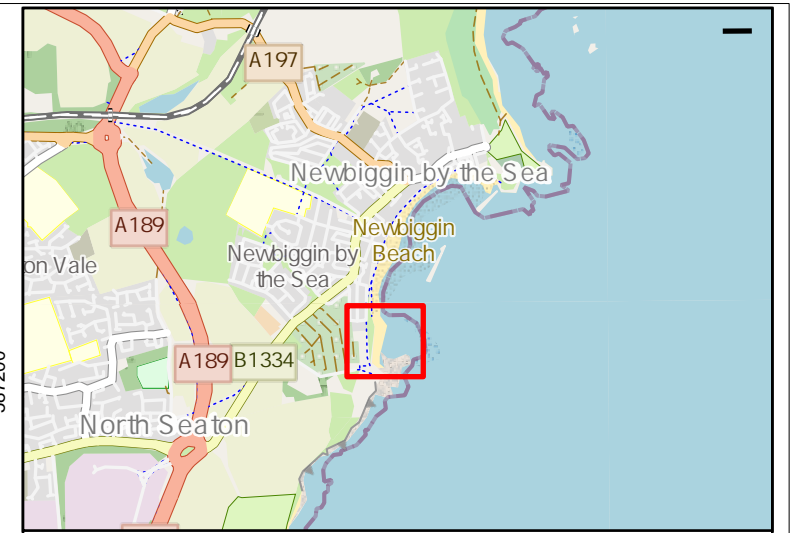 A197
Newbiggin by the Sea
A189
Newbiggin
Beach
Newbiggin by
the Sea
on Vale
A189
B1334
North Seaton